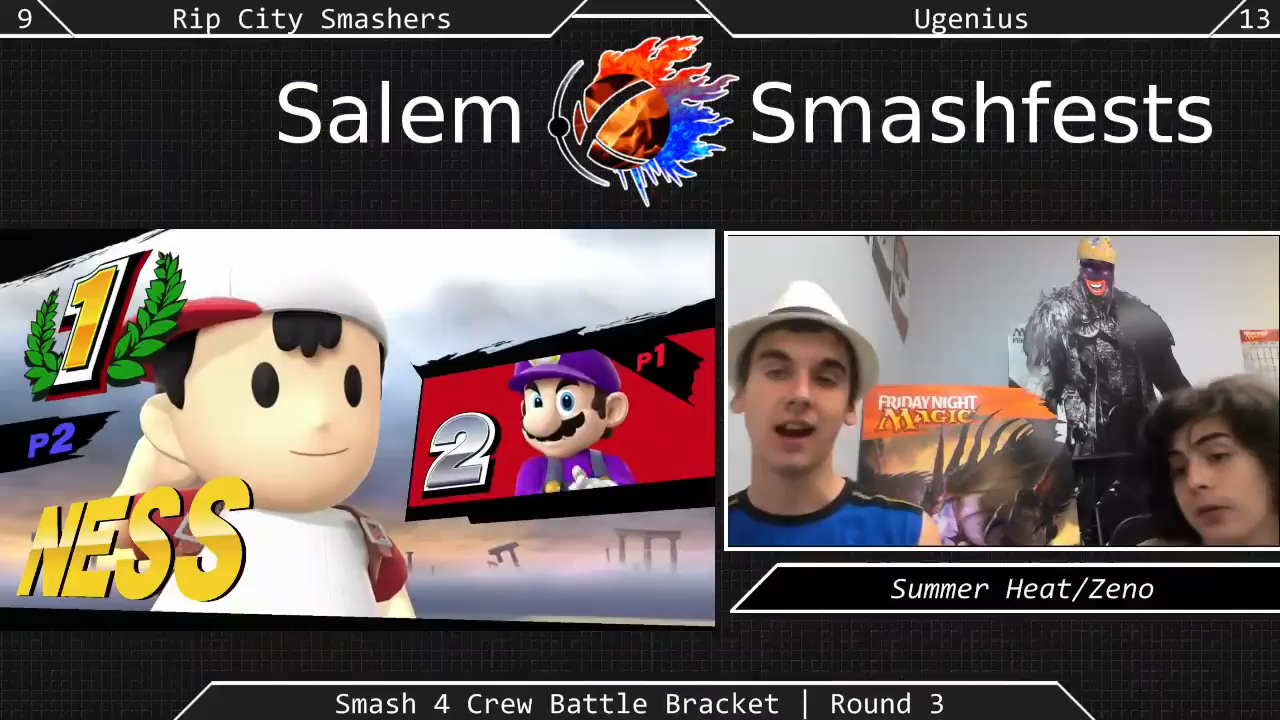 9 Rip City Smashers Ugenius 13
Salem Smashfests
1
P2
NESS
2
P1
FRIDAY NIGHT
MAGIC
Summer Heat/Zeno
Smash 4 Crew Battle Bracket | Round 3